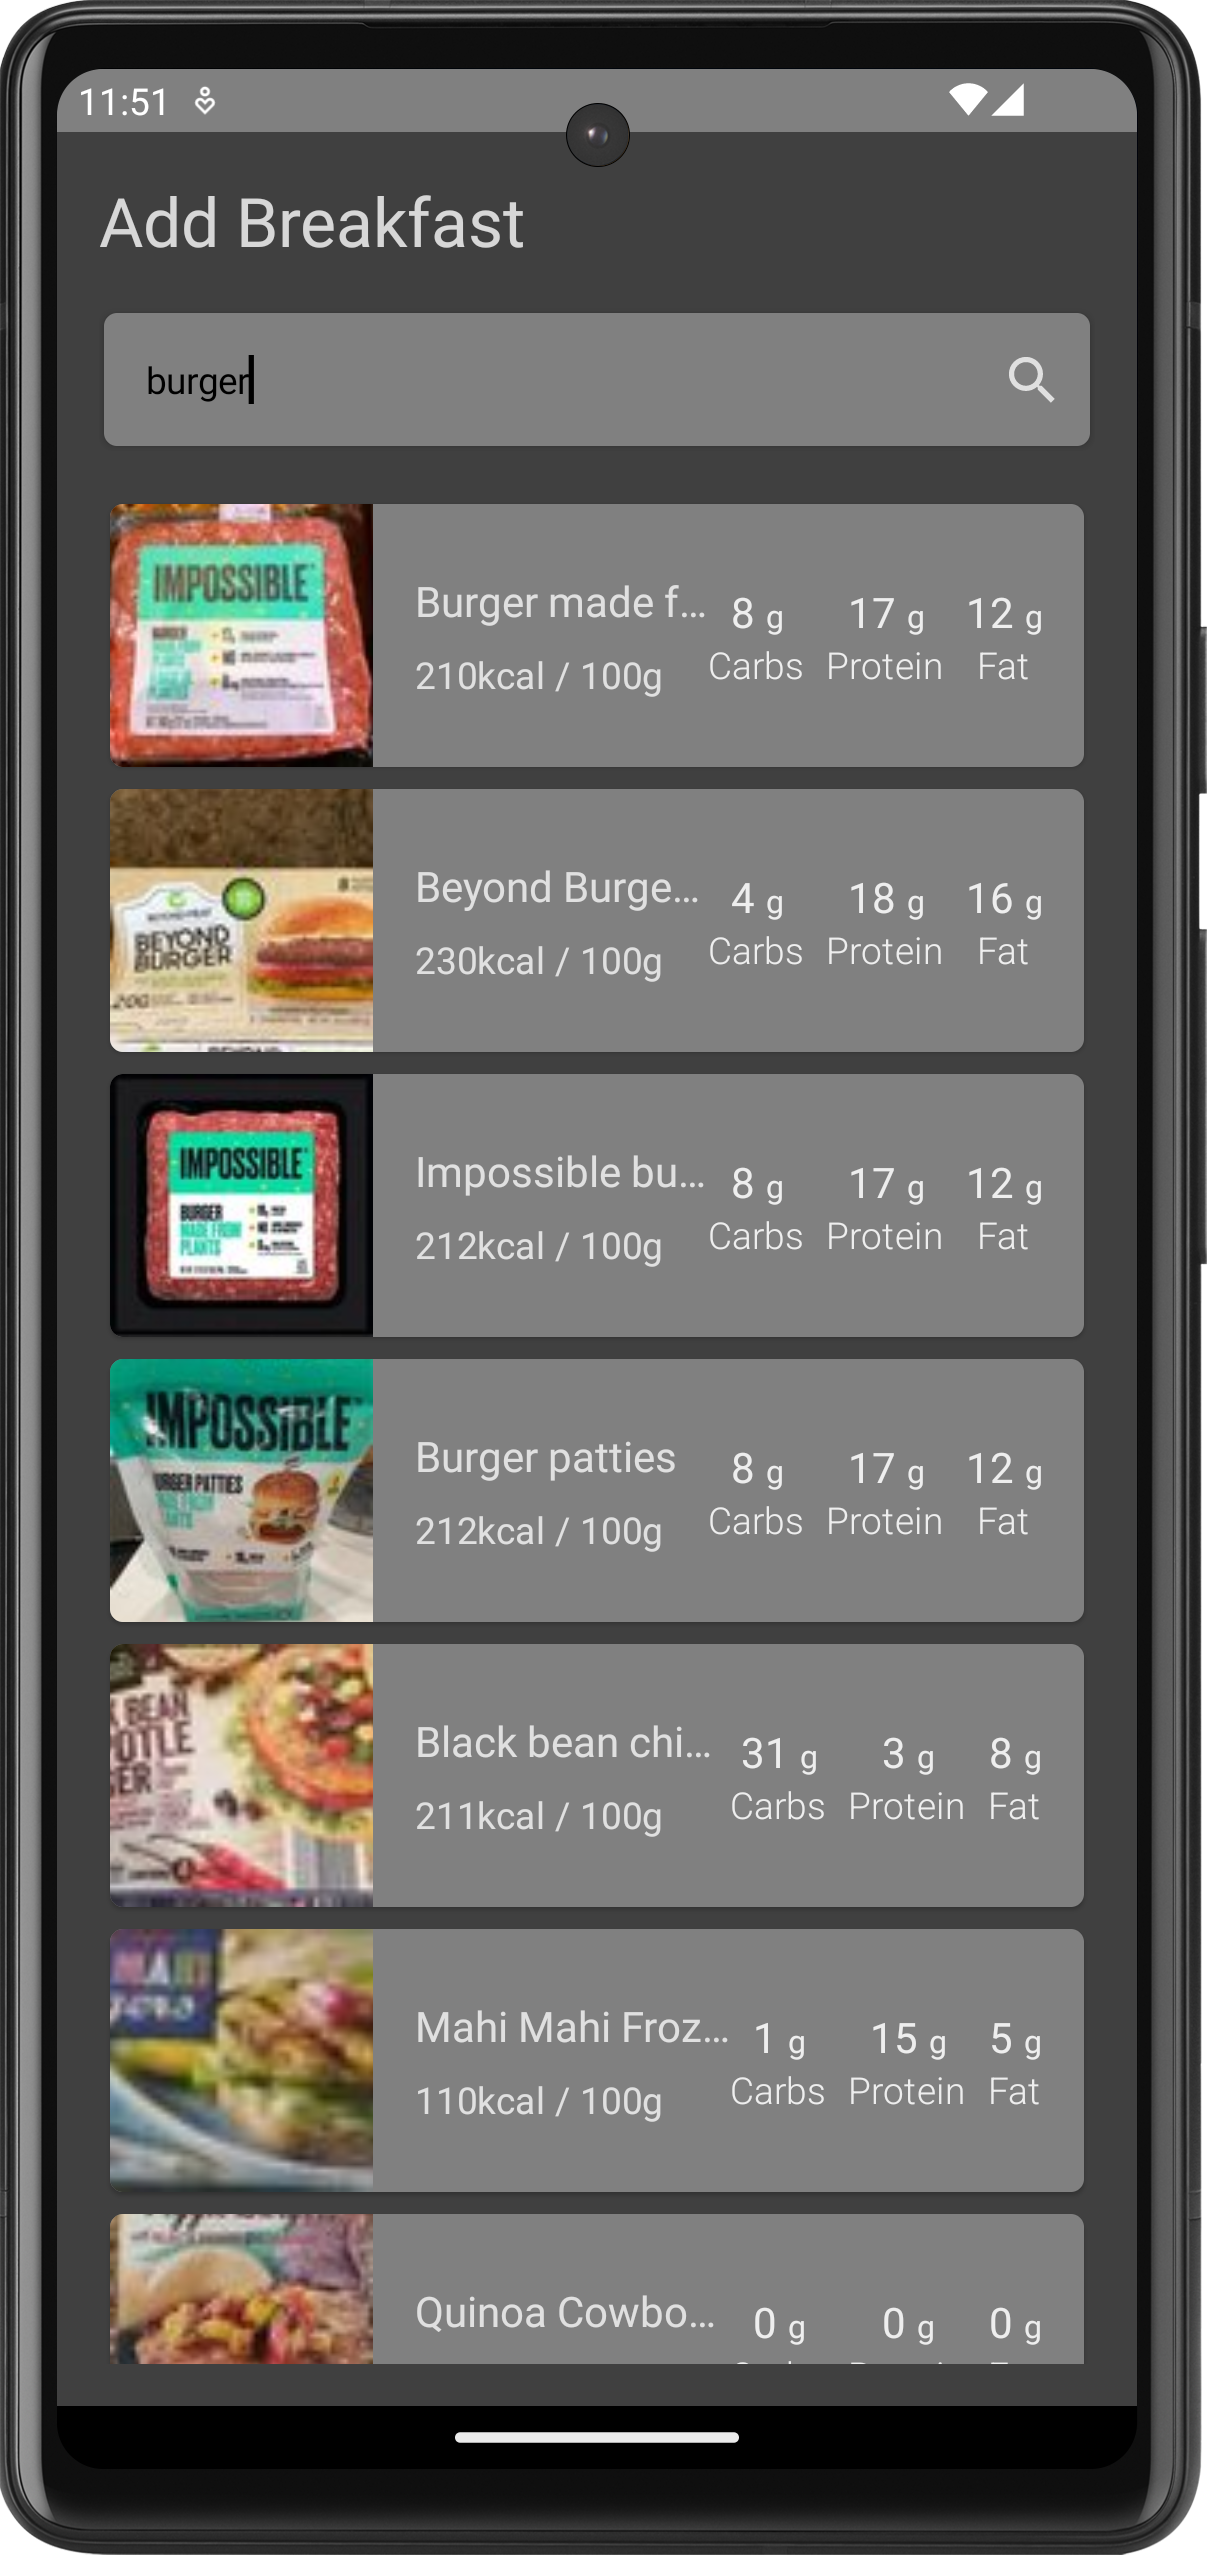 11:51
Add Breakfast
burger
IMPOSSIBLE
Burger made f...
8 g 17 g 12 g
210kcal / 100g
Carbs Protein Fat
BEYOND
BURGER
Beyond Burge...
4 g 18 g 16 g
230kcal / 100g
Carbs Protein Fat
IMPOSSIBLE
BURGER
MADE FROM
PLANTS
Impossible bu...
8 g 17 g 12 g
212kcal / 100g
Carbs Protein Fat
IMPOSSIBLE
BURGER PATTIES
Burger patties
8 g 17 g 12 g
212kcal / 100g
Carbs Protein Fat
BEAN
Black bean chi...
31 g 3 g 8 g
211kcal / 100g
Carbs Protein Fat
Mahi Mahi Froz...
1 g 15 g 5 g
110kcal / 100g
Carbs Protein Fat
Quinoa Cowbo...
0 g 0 g 0 g